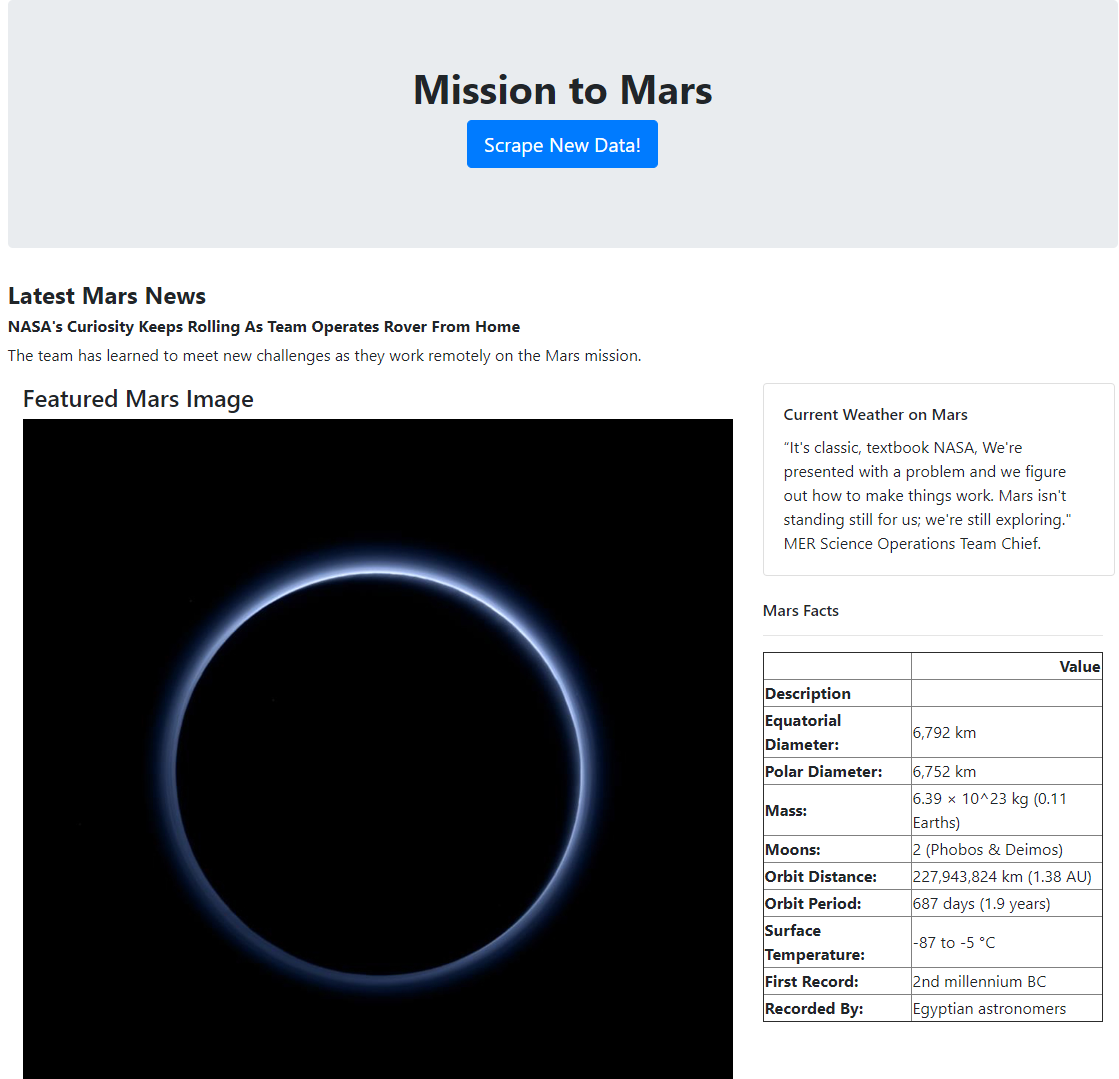 Mission to Mars
Scrape New Data!
Latest Mars News
NASA's Curiosity Keeps Rolling As Team Operates Rover From Home
The team has learned to meet new challenges as they work remotely on the Mars mission.
Featured Mars Image
Current Weather on Mars
“It's classic, textbook NASA, We're
presented with a problem and we figure
out how to make things work. Mars isn't
standing still for us; we're still exploring."
MER Science Operations Team Chief.
Mars Facts
Value
Description
Equatorial
Diameter:
6,792 km
Polar Diameter: 6,752 km
Mass:
6.39 × 10^23 kg (0.11
Earths)
Moons: 2 (Phobos & Deimos)
Orbit Distance: 227,943,824 km (1.38 AU)
Orbit Period: 687 days (1.9 years)
Surface
Temperature:
-87 to -5 °C
First Record: 2nd millennium BC
Recorded By: Egyptian astronomers